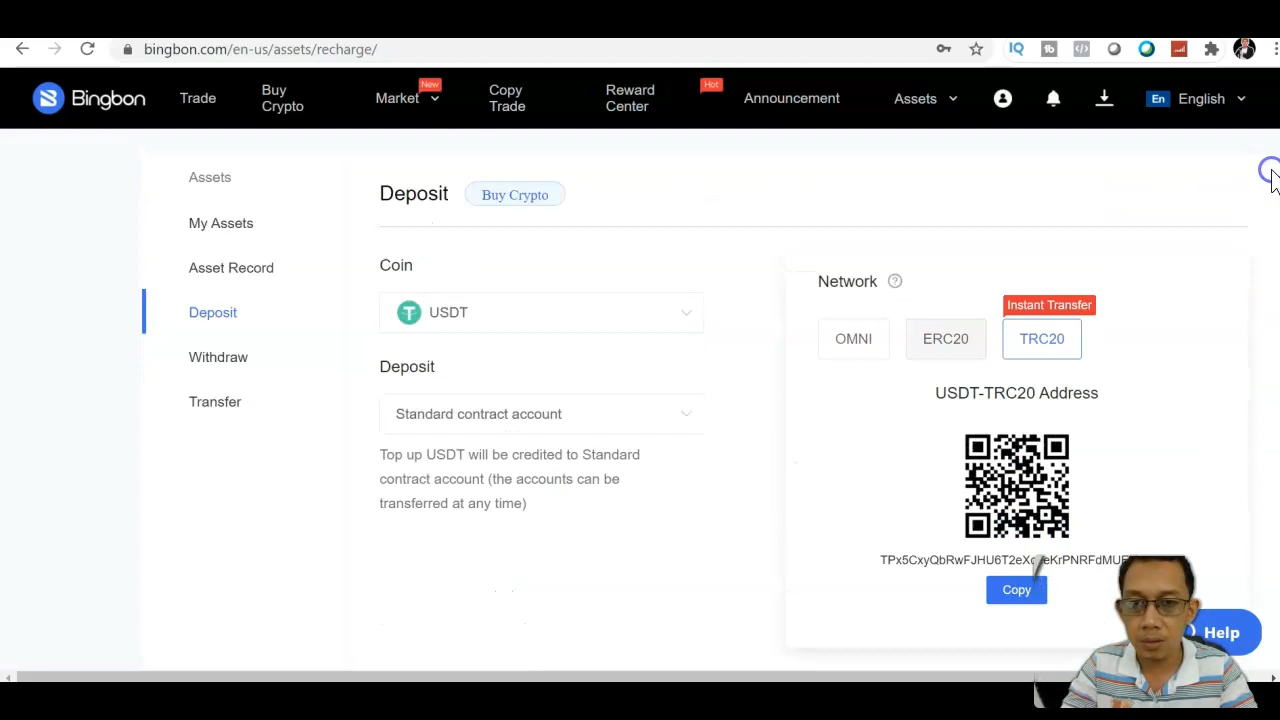 bingbon.com/en-us/assets/recharge/
Bingbon
Trade
Buy
Crypto
Market
New
Copy
Trade
Reward
Center
Hot
Announcement
Assets
En English
Assets
My Assets
Asset Record
Deposit
Withdraw
Transfer
Deposit
Buy Crypto
Coin
USDT
Deposit
Standard contract account
Top up USDT will be credited to Standard
contract account (the accounts can be
transferred at any time)
Network
Instant Transfer
OMNI
ERC20
TRC20
USDT-TRC20 Address
Copy
Help